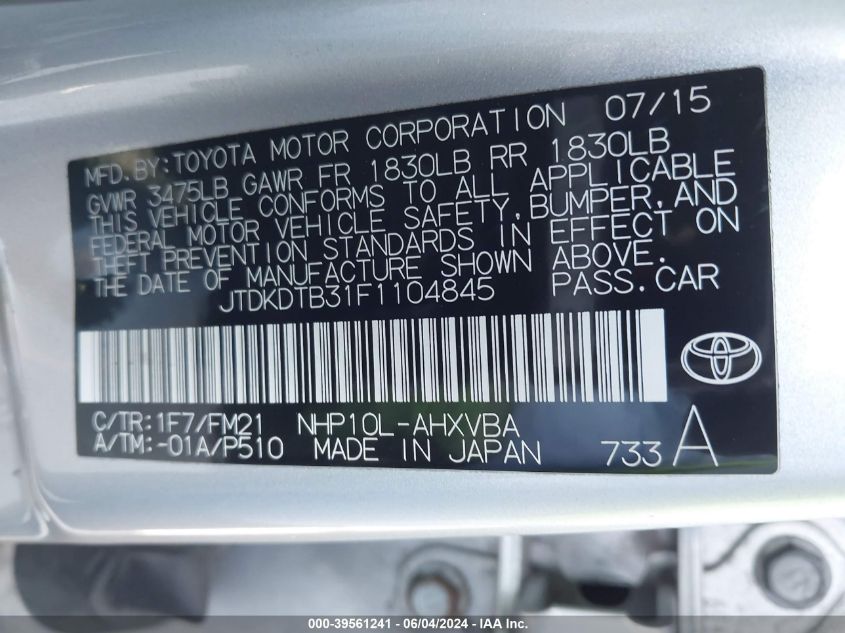 MFD.BY:TOYOTA MOTOR CORPORATION 07/15
GVWR 3475LB GAWR FR 1830LB RR 1830LB
THIS VEHICLE CONFORMS TO ALL APPLICABLE
FEDERAL MOTOR VEHICLE SAFETY,BUMPER,AND
THEFT PREVENTION STANDARDS IN EFFECT ON
THE DATE OF MANUFACTURE SHOWN ABOVE.
JTDKDTB31F1104845 PASS.CAR
C/TR:1F7/FM21 NHP10L-AHXVBA
A/TM:-01A/P510 MADE IN JAPAN 733 A
000-39561241 - 06/04/2024 - IAA Inc.